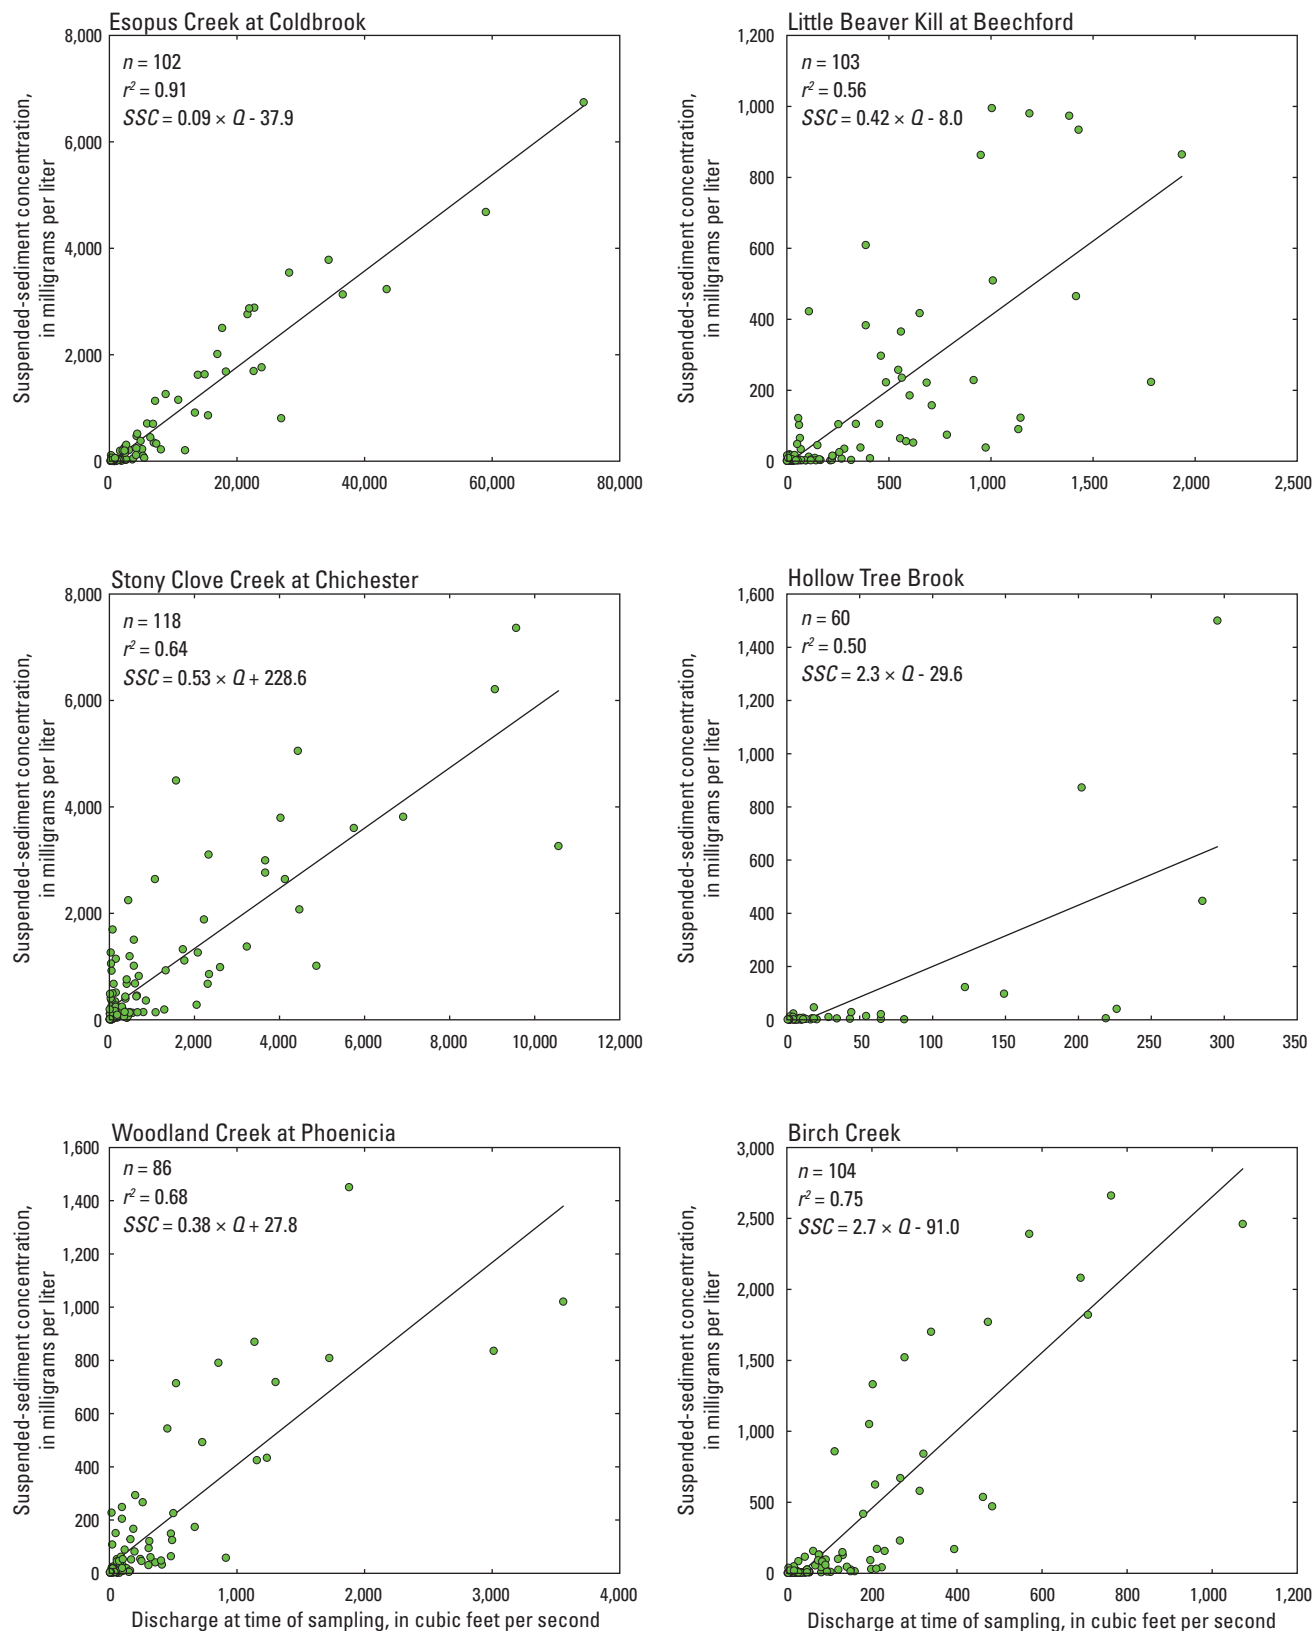 Esopus Creek at Coldbrook
n = 102
r² = 0.91
SSC = 0.09 × Q - 37.9
Suspended-sediment concentration,
in milligrams per liter
8,000
6,000
4,000
2,000
0
0 20,000 40,000 60,000 80,000
Little Beaver Kill at Beechford
n = 103
r² = 0.56
SSC = 0.42 × Q - 8.0
Suspended-sediment concentration,
in milligrams per liter
1,200
1,000
800
600
400
200
0
0 500 1,000 1,500 2,000 2,500
Stony Clove Creek at Chichester
n = 118
r² = 0.64
SSC = 0.53 × Q + 228.6
Suspended-sediment concentration,
in milligrams per liter
8,000
6,000
4,000
2,000
0
0 2,000 4,000 6,000 8,000 10,000 12,000
Hollow Tree Brook
n = 60
r² = 0.50
SSC = 2.3 × Q - 29.6
Suspended-sediment concentration,
in milligrams per liter
1,600
1,400
1,200
1,000
800
600
400
200
0
0 50 100 150 200 250 300 350
Woodland Creek at Phoenicia
n = 86
r² = 0.68
SSC = 0.38 × Q + 27.8
Suspended-sediment concentration,
in milligrams per liter
1,600
1,400
1,200
1,000
800
600
400
200
0
0 1,000 2,000 3,000 4,000
Discharge at time of sampling, in cubic feet per second
Birch Creek
n = 104
r² = 0.75
SSC = 2.7 × Q - 91.0
Suspended-sediment concentration,
in milligrams per liter
3,000
2,500
2,000
1,500
1,000
500
0
0 200 400 600 800 1,000 1,200
Discharge at time of sampling, in cubic feet per second